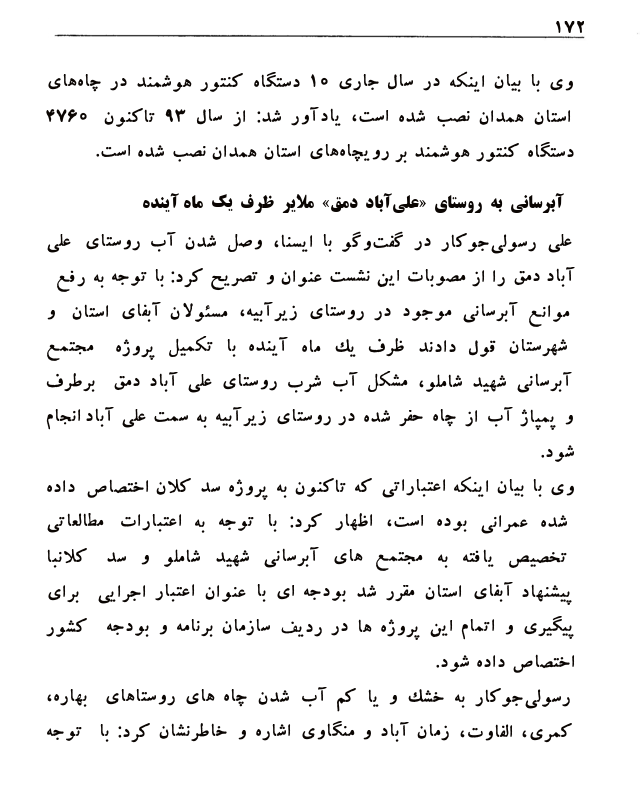 ۱۷۲
وی با بیان اینکه در سال جاری ۱۰ دستگاه کنتور هوشمند در چاه‌های
استان همدان نصب شده است، یادآور شد: از سال ۹۳ تاکنون ۴۷۶۰
دستگاه کنتور هوشمند بر رویچاه‌های استان همدان نصب شده است.
آبرسانی به روستای «علی‌آباد دمق» ملایر ظرف یک ماه آینده
علی رسولی‌جوکار در گفت‌وگو با ایسنا، وصل شدن آب روستای علی
آباد دمق را از مصوبات این نشست عنوان و تصریح کرد: با توجه به رفع
موانع آبرسانی موجود در روستای زیرآبیه، مسئولان آبفای استان و
شهرستان قول دادند ظرف یك ماه آینده با تکمیل پروژه مجتمع
آبرسانی شهید شاملو، مشکل آب شرب روستای علی آباد دمق برطرف
و پمپاژ آب از چاه حفر شده در روستای زیرآبیه به سمت علی آباد انجام
شود.
وی با بیان اینکه اعتباراتی که تاکنون به پروژه سد کلان اختصاص داده
شده عمرانی بوده است، اظهار کرد: با توجه به اعتبارات مطالعاتی
تخصیص یافته به مجتمع های آبرسانی شهید شاملو و سد کلانبا
پیشنهاد آبفای استان مقرر شد بودجه ای با عنوان اعتبار اجرایی برای
پیگیری و اتمام این پروژه ها در ردیف سازمان برنامه و بودجه کشور
اختصاص داده شود.
رسولی‌جوکار به خشك و یا کم آب شدن چاه های روستاهای بهاره،
کمری، الفاوت، زمان آباد و منگاوی اشاره و خاطرنشان کرد: با توجه